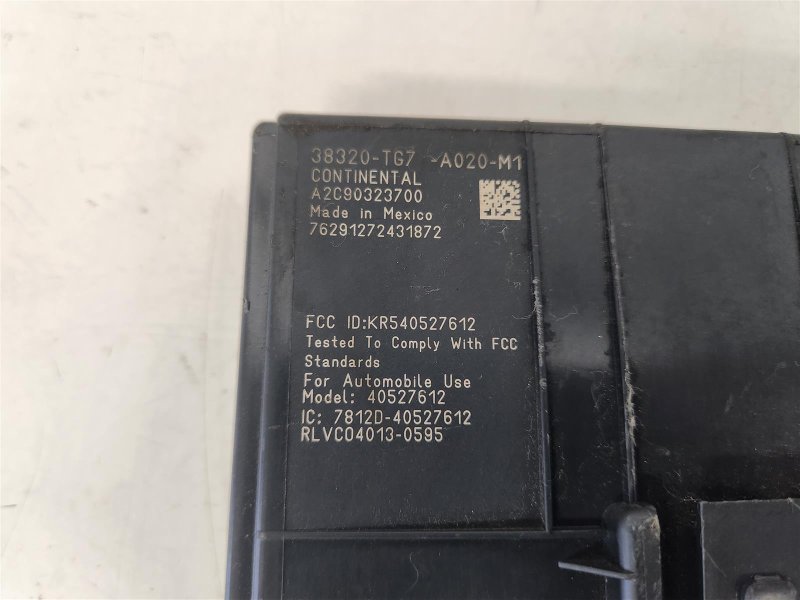 38320-TG7 -A020-M1
CONTINENTAL
A2C90323700
Made in Mexico
76291272431872
FCC ID:KR540527612
Tested To Comply With FCC
Standards
For Automobile Use
Model: 40527612
IC: 7812D-40527612
RLVC04013-0595